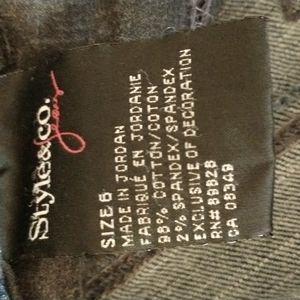 Style&co.
jeans
SIZE 6
MADE IN JORDAN
FABRIQUÉ EN JORDANIE
98% COTTON/COTON
2% SPANDEX/SPANDEX
EXCLUSIVE OF DECORATION
RN# 89828
CA 08349